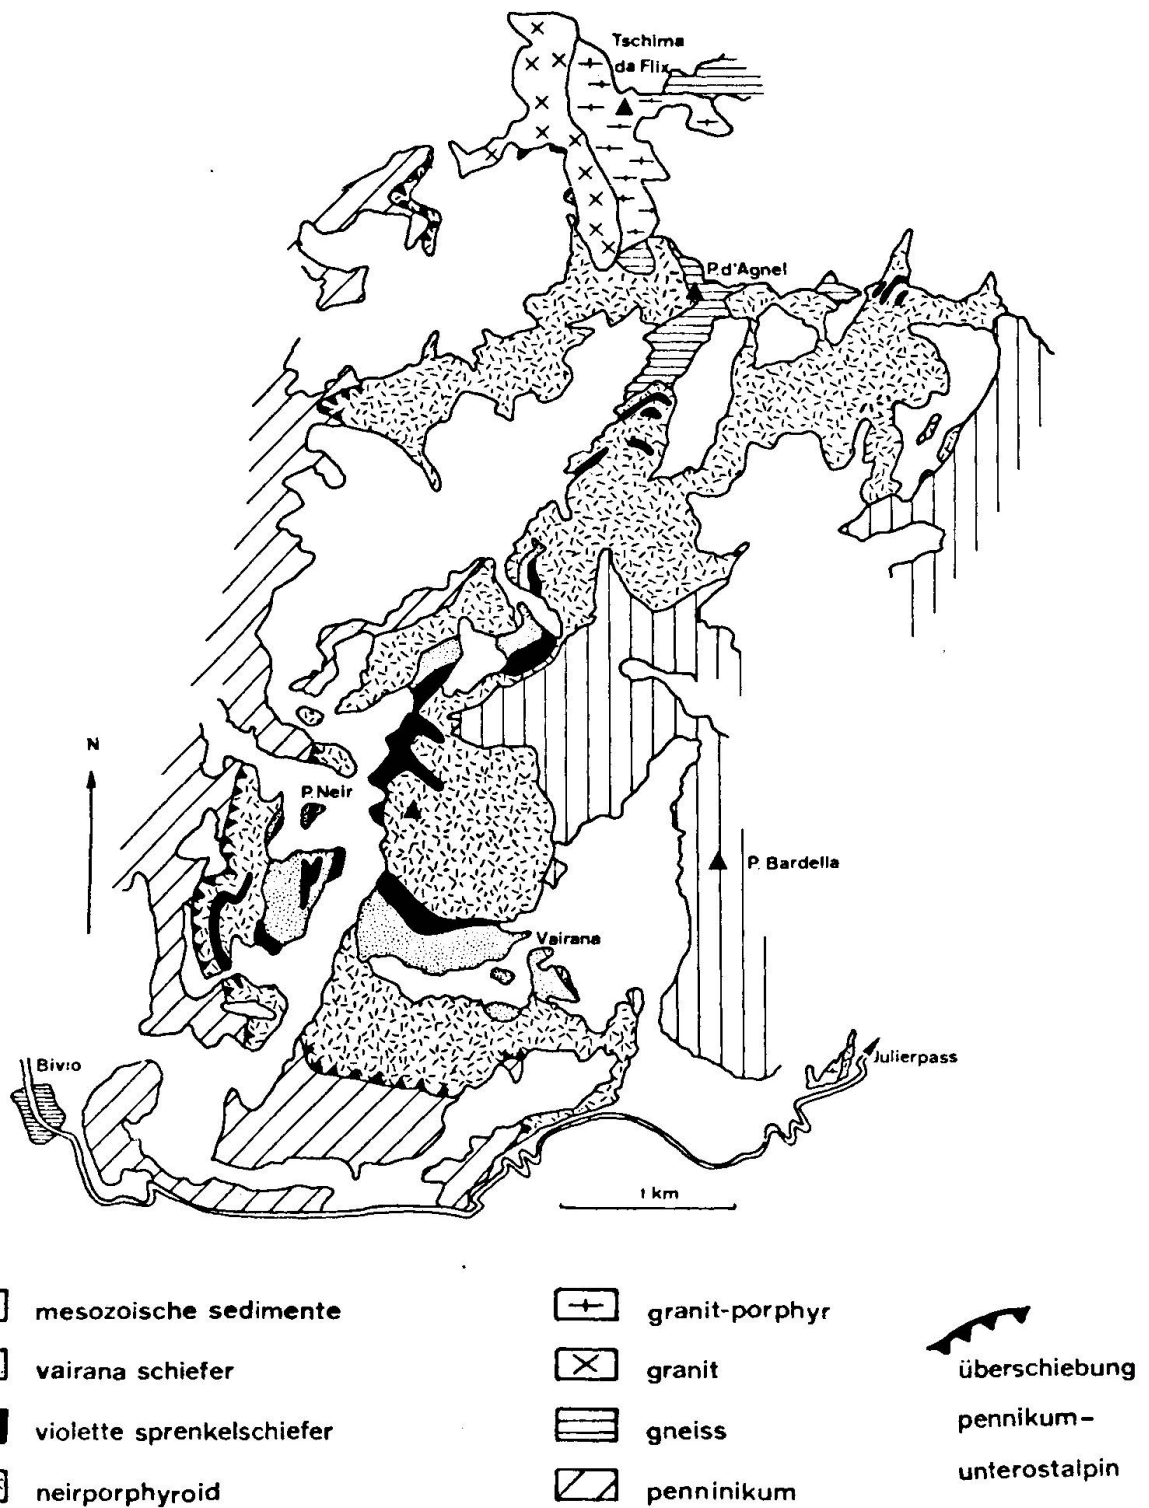 Tschima
da Flix
P.d'Agnel
N
P. Neir
P. Bardella
Vairana
Bivio
Julierpass
1 km
mesozoische sedimente
vairana schiefer
violette sprenkelschiefer
neirporphyroid
granit-porphyr
granit
gneiss
penninikum
überschiebung
pennikum-
unterostalpin